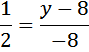 1/2 = (y − 8)/−8